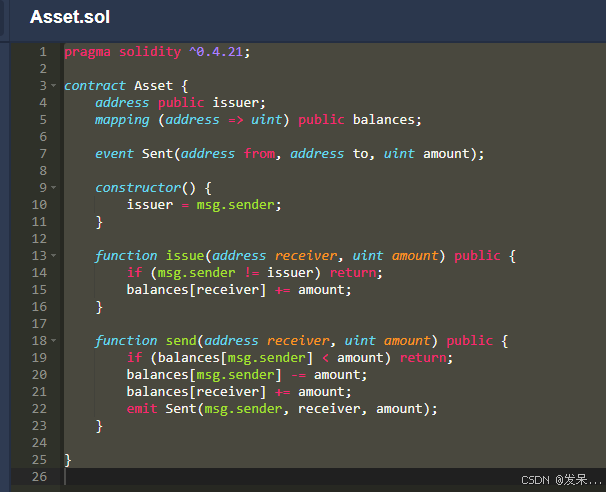 Asset.sol
1 pragma solidity ^0.4.21;
2
3 contract Asset {
4     address public issuer;
5     mapping (address => uint) public balances;
6
7     event Sent(address from, address to, uint amount);
8
9     constructor() {
10         issuer = msg.sender;
11     }
12
13     function issue(address receiver, uint amount) public {
14         if (msg.sender != issuer) return;
15         balances[receiver] += amount;
16     }
17
18     function send(address receiver, uint amount) public {
19         if (balances[msg.sender] < amount) return;
20         balances[msg.sender] -= amount;
21         balances[receiver] += amount;
22         emit Sent(msg.sender, receiver, amount);
23     }
24
25 }
26
CSDN @发呆...